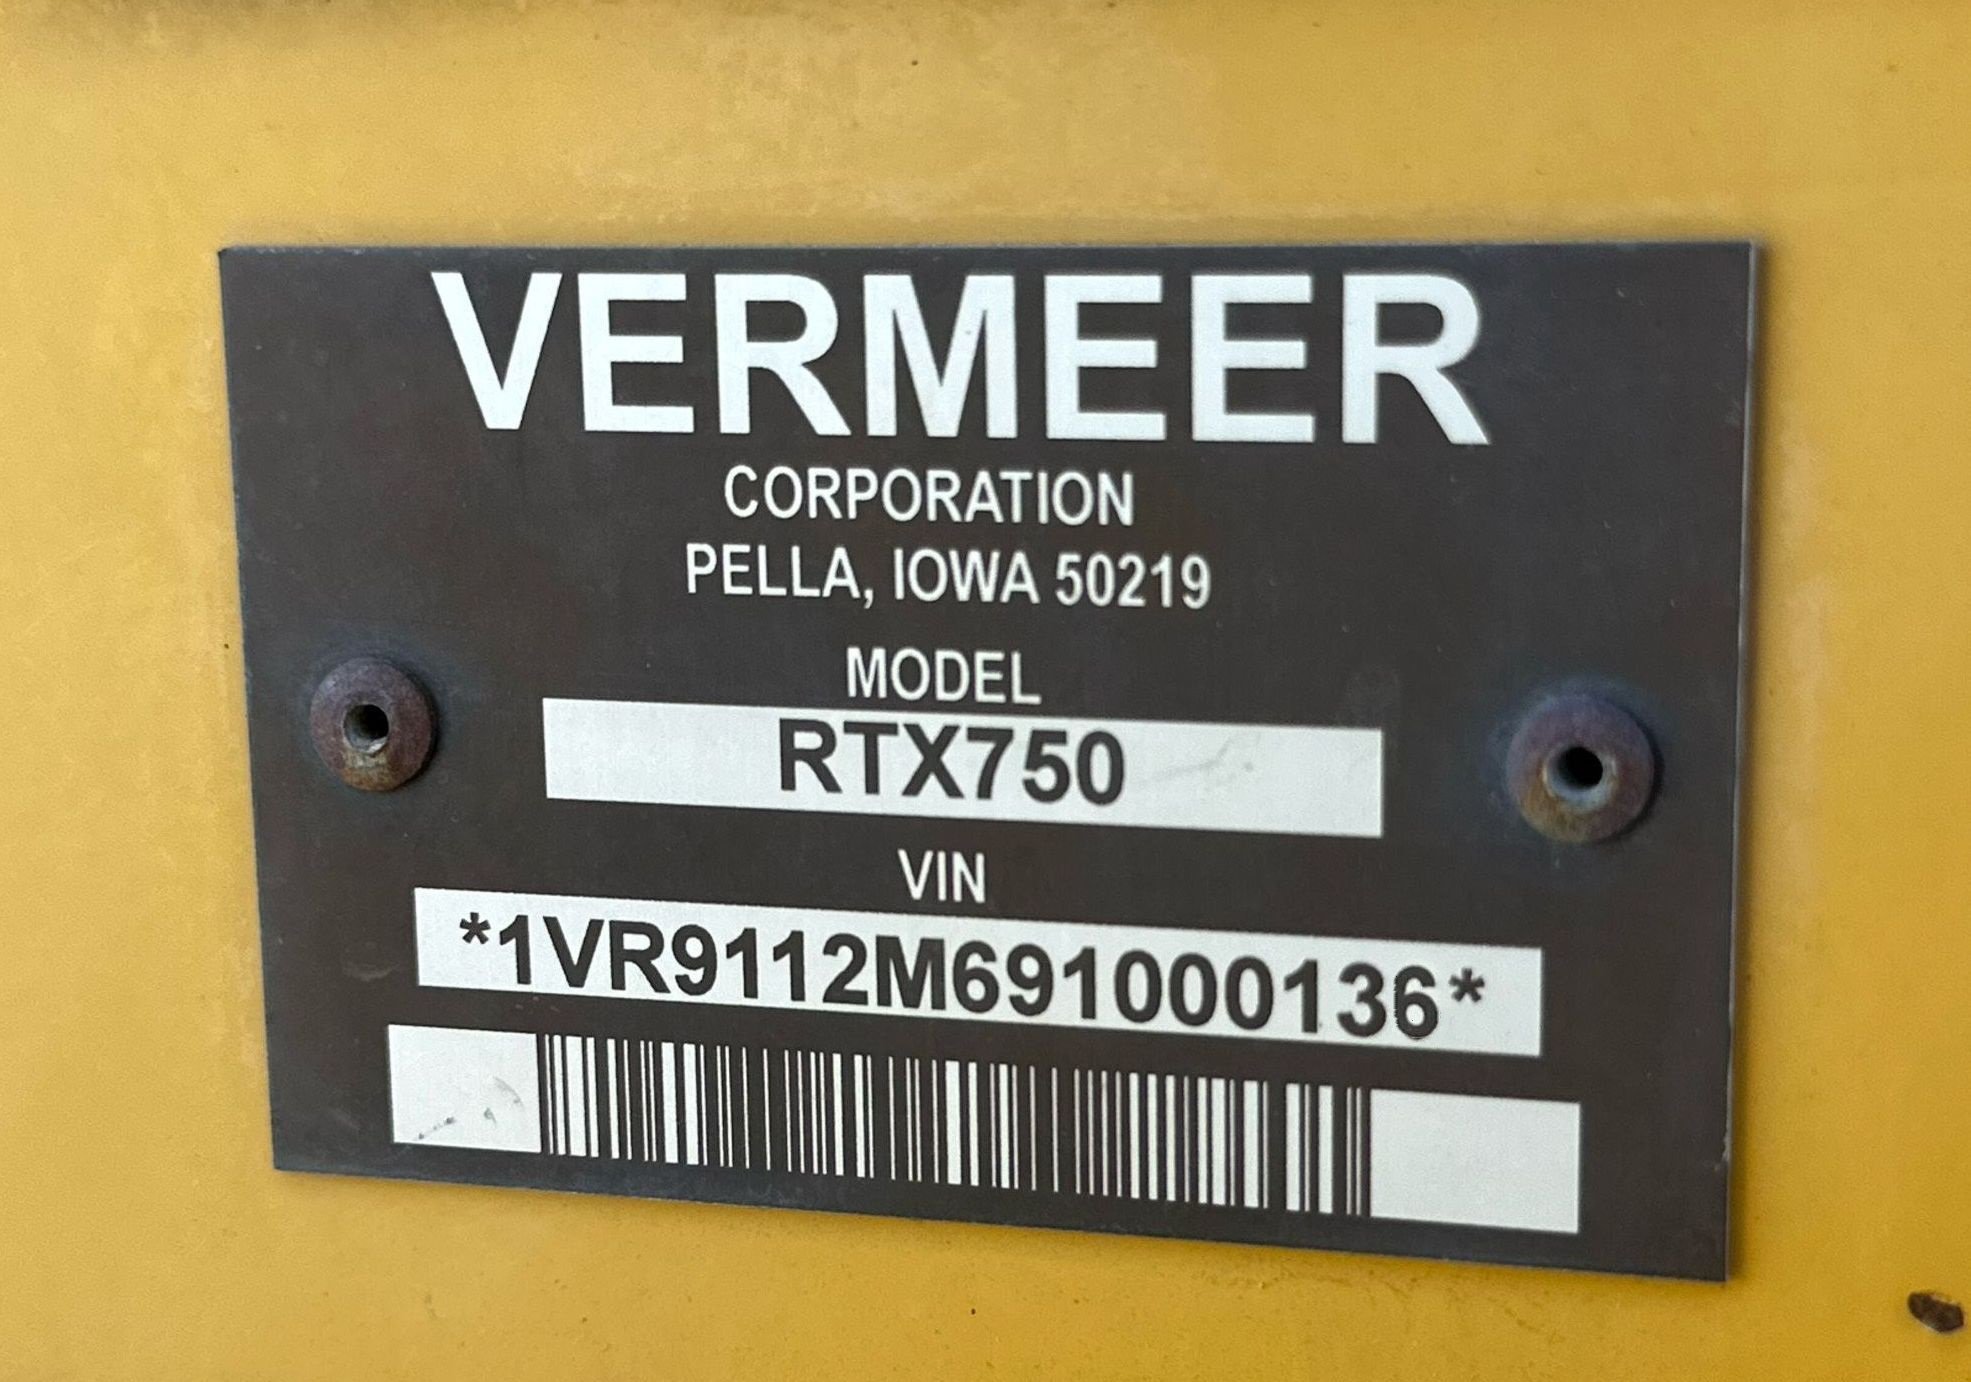 VERMEER
CORPORATION
PELLA, IOWA 50219
MODEL
RTX750
VIN
*1VR9112M691000136*